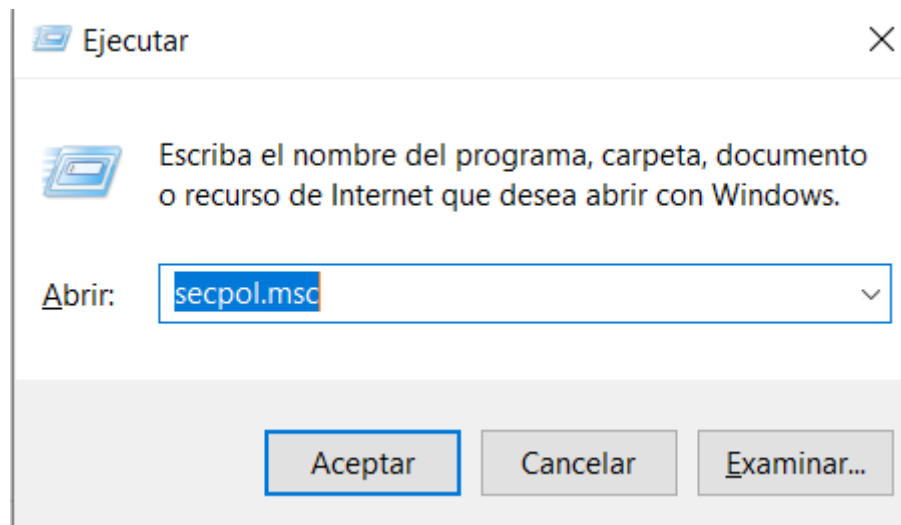 Ejecutar
Escriba el nombre del programa, carpeta, documento
o recurso de Internet que desea abrir con Windows.
Abrir:
secpol.msc
Aceptar
Cancelar
Examinar...